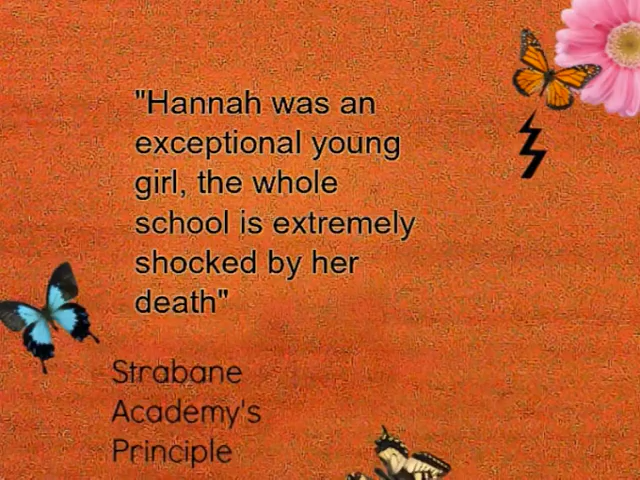 "Hannah was an
exceptional young
girl, the whole
school is extremely
shocked by her
death"
Strabane
Academy's
Principle